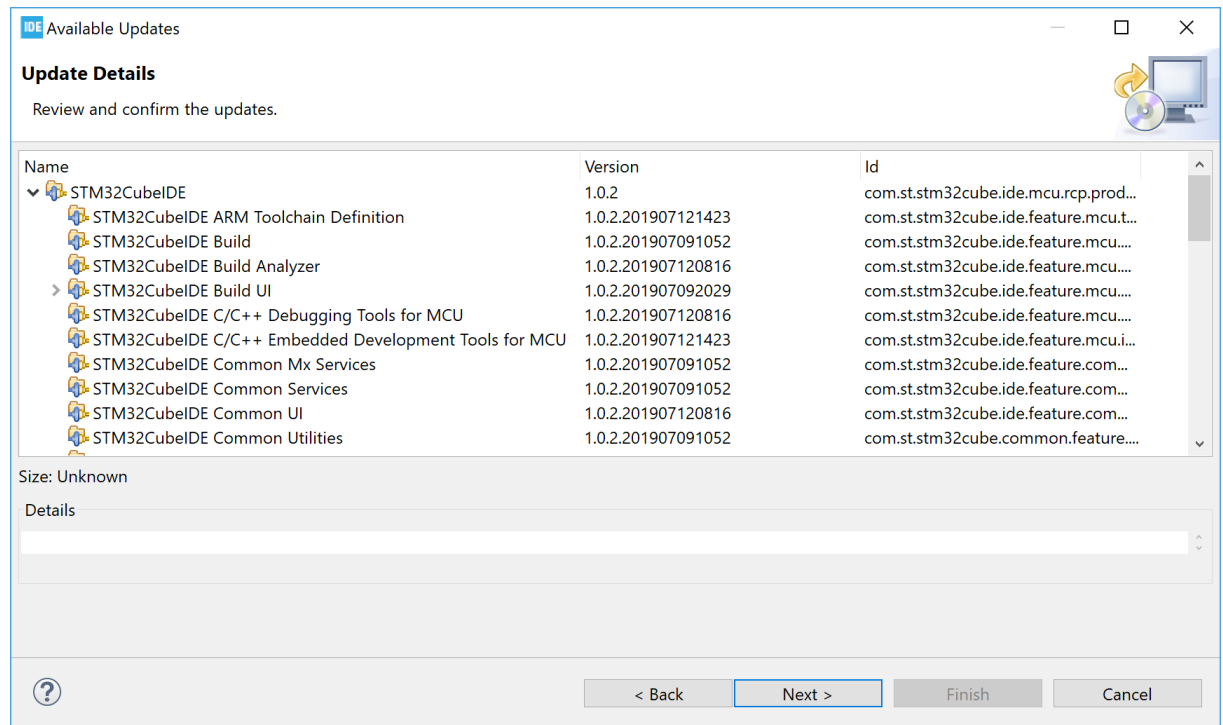 IDE Available Updates
Update Details
Review and confirm the updates.
Name Version Id
STM32CubeIDE 1.0.2 com.st.stm32cube.ide.mcu.rcp.prod...
STM32CubeIDE ARM Toolchain Definition 1.0.2.201907121423 com.st.stm32cube.ide.feature.mcu.t...
STM32CubeIDE Build 1.0.2.201907091052 com.st.stm32cube.ide.feature.mcu....
STM32CubeIDE Build Analyzer 1.0.2.201907120816 com.st.stm32cube.ide.feature.mcu....
STM32CubeIDE Build UI 1.0.2.201907092029 com.st.stm32cube.ide.feature.mcu....
STM32CubeIDE C/C++ Debugging Tools for MCU 1.0.2.201907120816 com.st.stm32cube.ide.feature.mcu....
STM32CubeIDE C/C++ Embedded Development Tools for MCU 1.0.2.201907121423 com.st.stm32cube.ide.feature.mcu.i...
STM32CubeIDE Common Mx Services 1.0.2.201907091052 com.st.stm32cube.ide.feature.com...
STM32CubeIDE Common Services 1.0.2.201907091052 com.st.stm32cube.ide.feature.com...
STM32CubeIDE Common UI 1.0.2.201907120816 com.st.stm32cube.ide.feature.com...
STM32CubeIDE Common Utilities 1.0.2.201907091052 com.st.stm32cube.common.feature....
Size: Unknown
Details
? < Back Next > Finish Cancel